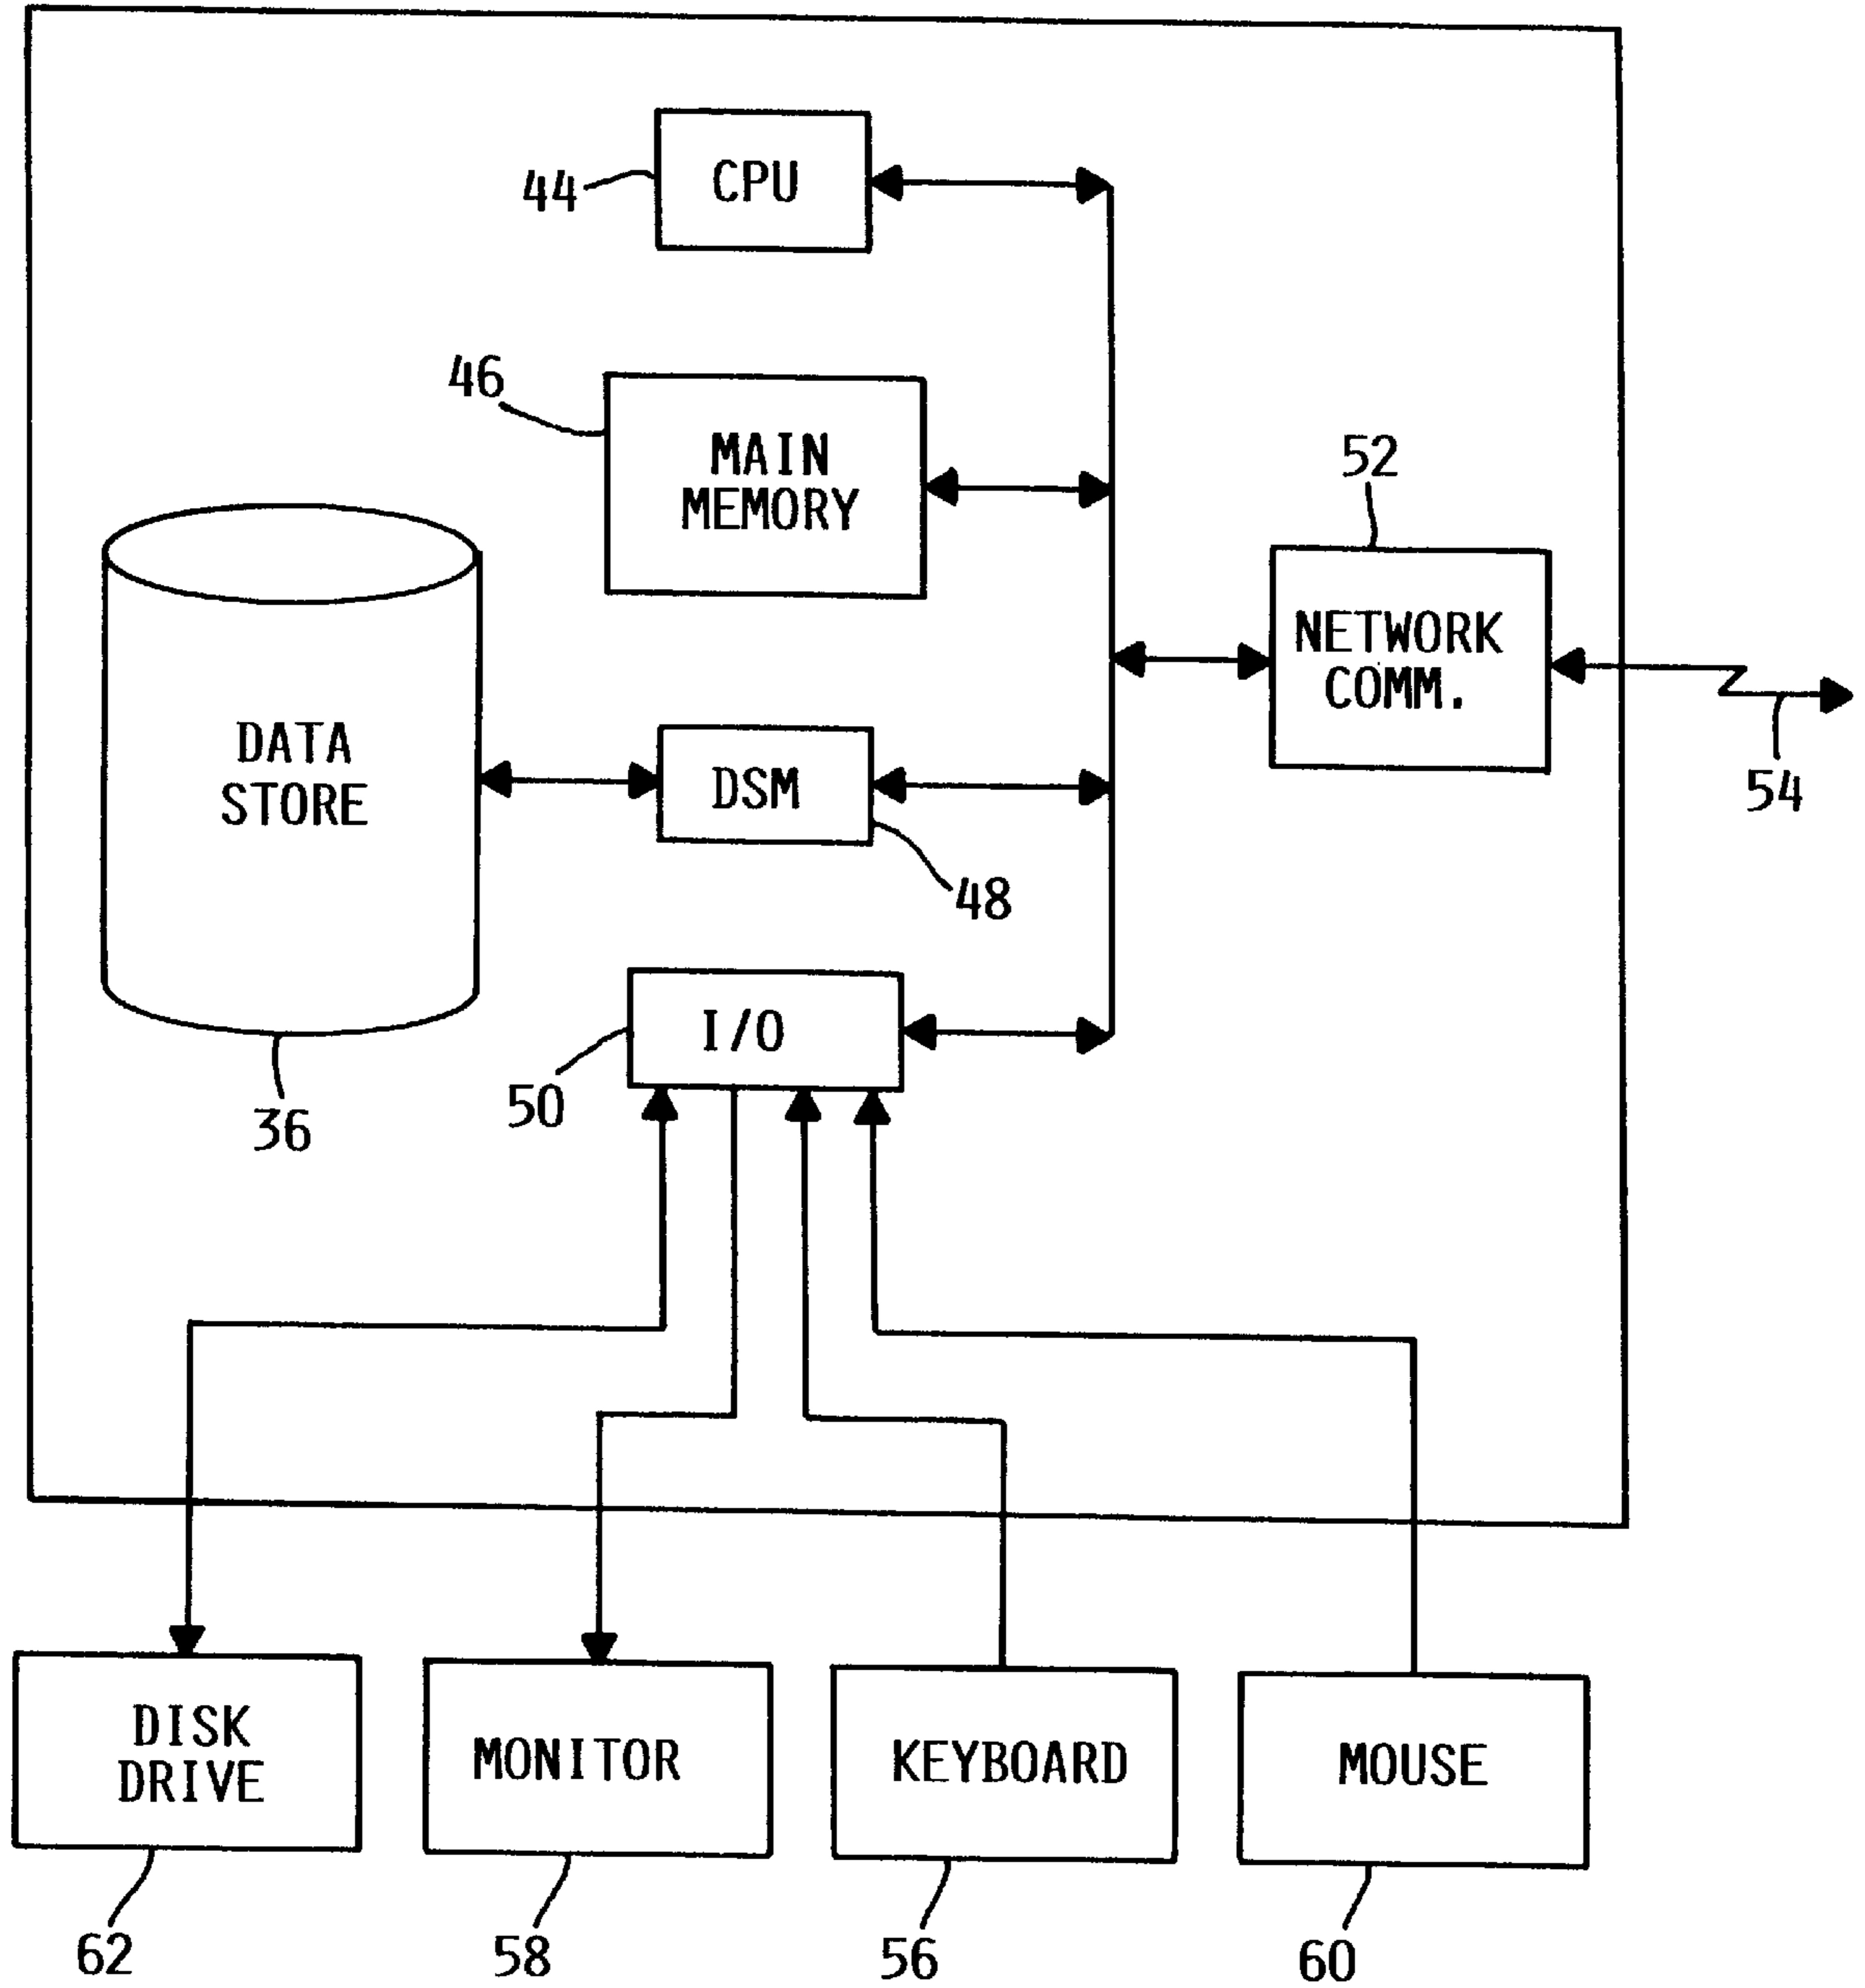 CPU
44
46
MAIN
MEMORY
52
NETWORK
COMM.
54
DATA
STORE
DSM
48
I/O
50
36
DISK
DRIVE
MONITOR
KEYBOARD
MOUSE
62
58
56
60